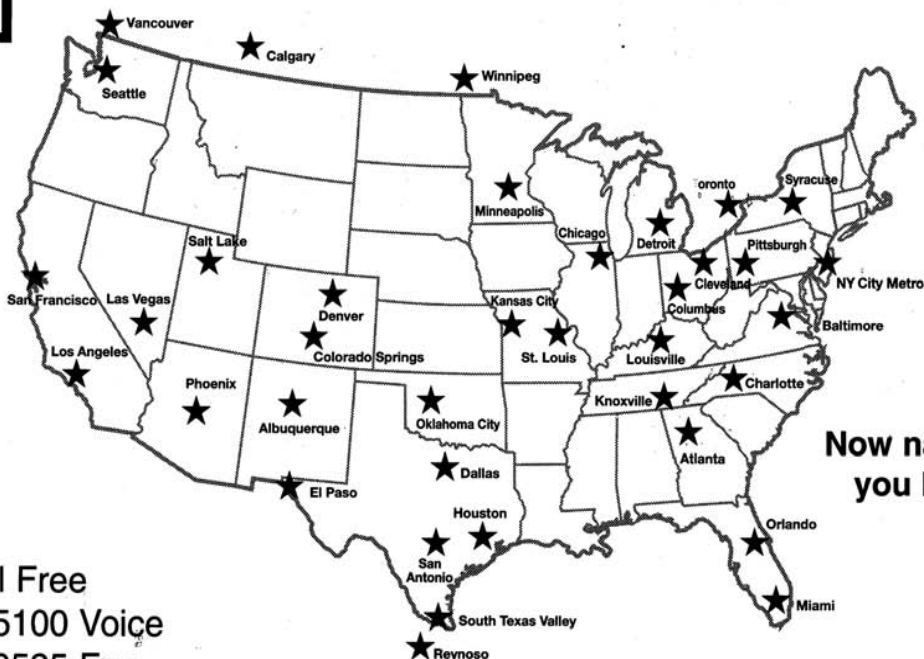 Vancouver
Calgary
Winnipeg
Seattle
Minneapolis
oronto
Syracuse
Chicago
Detroit
Pittsburgh
Salt Lake
Cleveland
NY City Metro
San Francisco
Las Vegas
Denver
Kansas City
Columbus
Baltimore
Colorado Springs
St. Louis
Louisville
Los Angeles
Phoenix
Knoxville
Charlotte
Albuquerque
Oklahoma City
Atlanta
Now n
you
Dallas
El Paso
Houston
Orlando
San
Antonio
l Free
5100 Voice
Miami
South Texas Valley
Reynoso